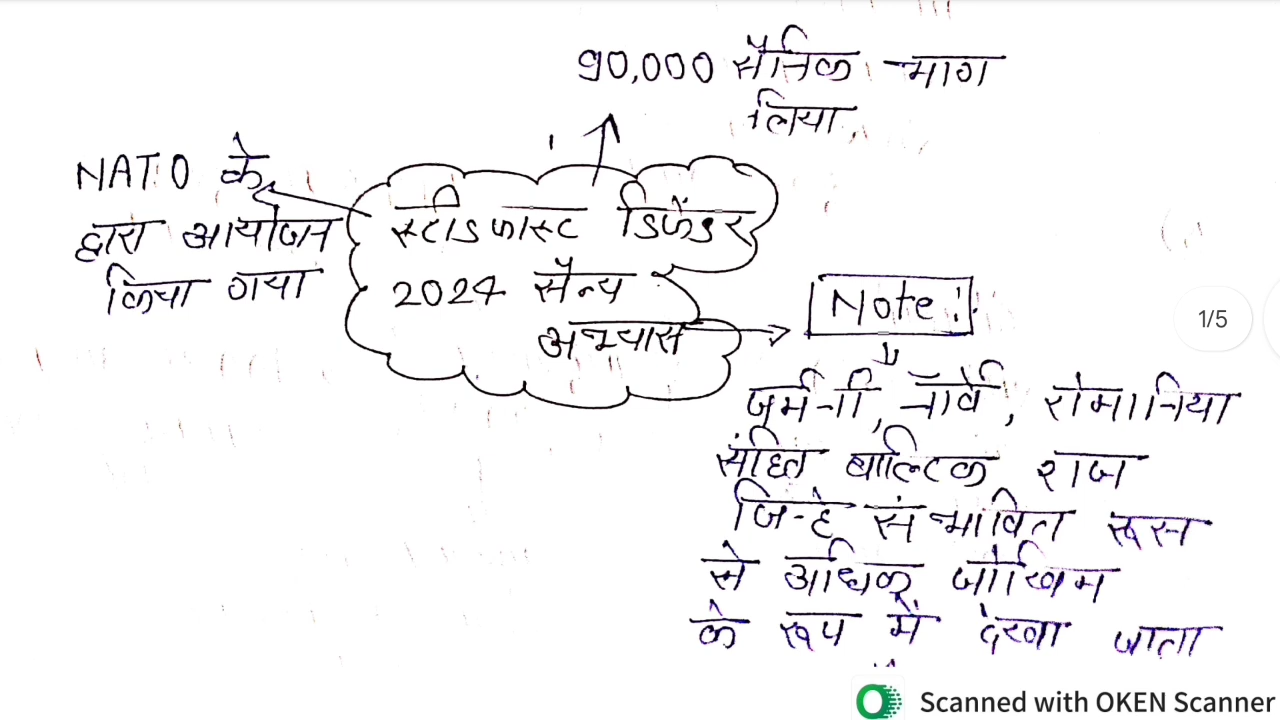 90,000 सैनिक भाग
लिया.
NATO के
द्वारा आयोजन
किया गया
स्टीडफास्ट डिफेंडर
2024 सैन्य
अभ्यास
Note:
जर्मनी, नॉर्वे, रोमानिया
संहित बाल्टिक राज
जिन्हे संभावित रूस
से अधिक जोखिम
के रूप में देखा जाता
1/5
Scanned with OKEN Scanner